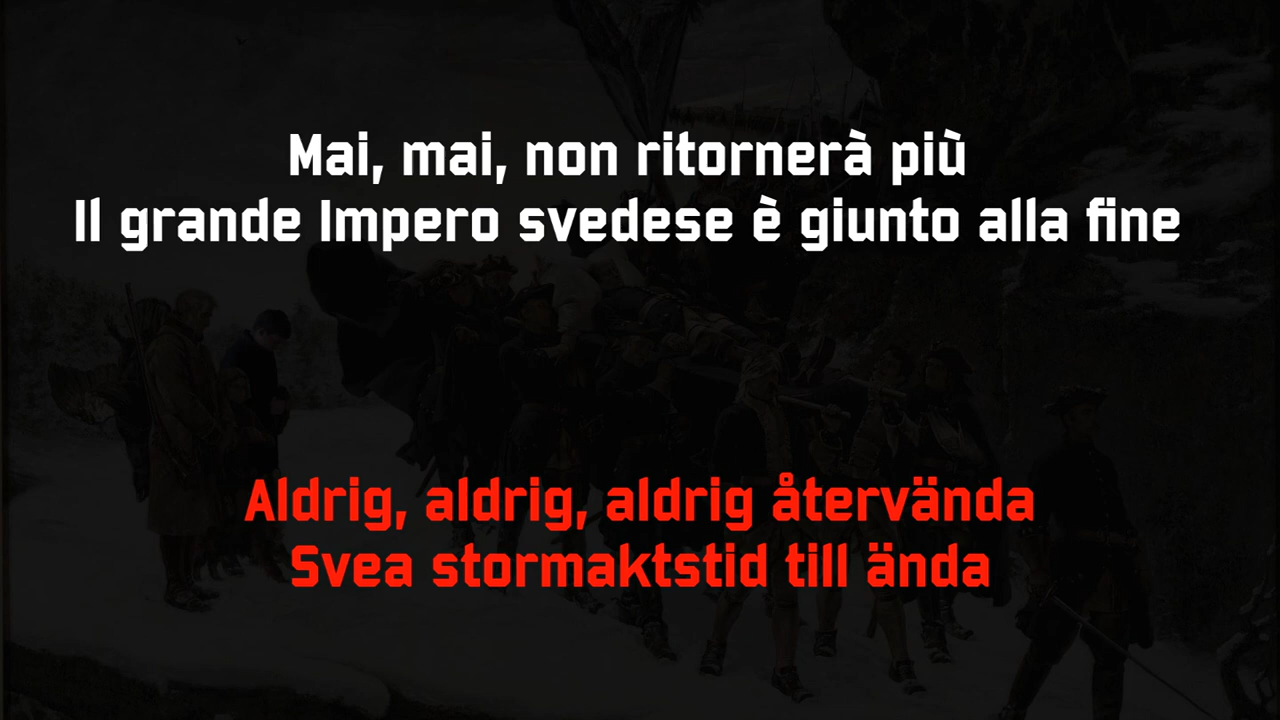 Mai, mai, non ritornerà più
Il grande Impero svedese è giunto alla fine
Aldrig, aldrig, aldrig återvända
Svea stormaktstid till ända